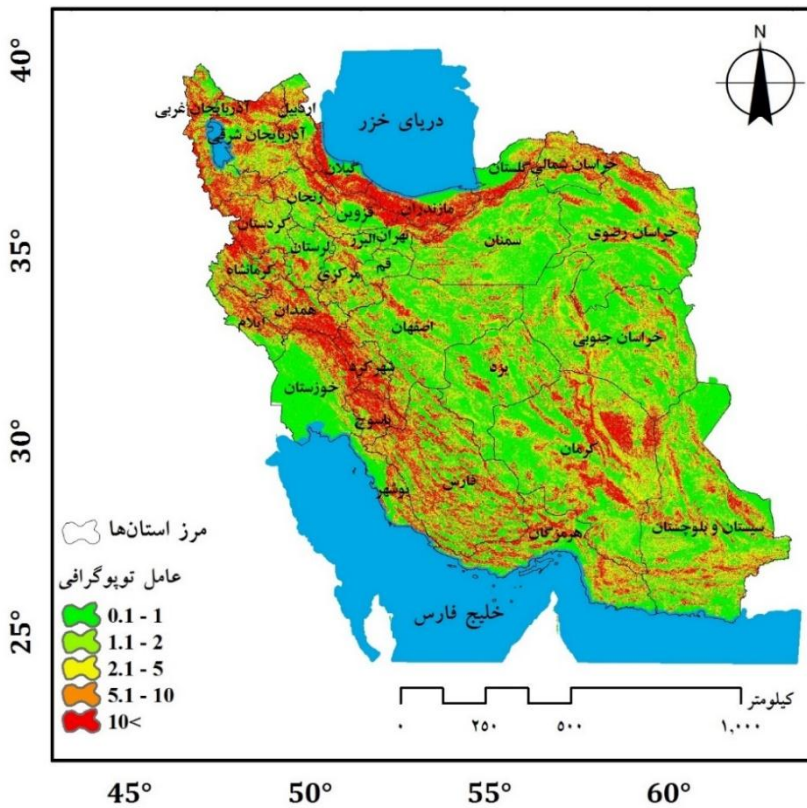 N
40°
35°
30°
25°
45°
50°
55°
60°
دریای خزر
آذربایجان غربی
اردبیل
آذربایجان شرقی
گیلان
گلستان
خراسان شمالی
زنجان
قزوین
مازندران
کردستان
تهران
البرز
سمنان
خراسان رضوی
لرستان
قم
مرکزی
کرمانشاه
همدان
ایلام
اصفهان
خراسان جنوبی
شهرکرد
یزد
خوزستان
یاسوج
کرمان
فارس
بوشهر
سیستان و بلوچستان
هرمزگان
خلیج فارس
مرز استان‌ها
عامل توپوگرافی
0.1 - 1
1.1 - 2
2.1 - 5
5.1 - 10
10<
کیلومتر
۰ ۲۵۰ ۵۰۰ ۱,۰۰۰